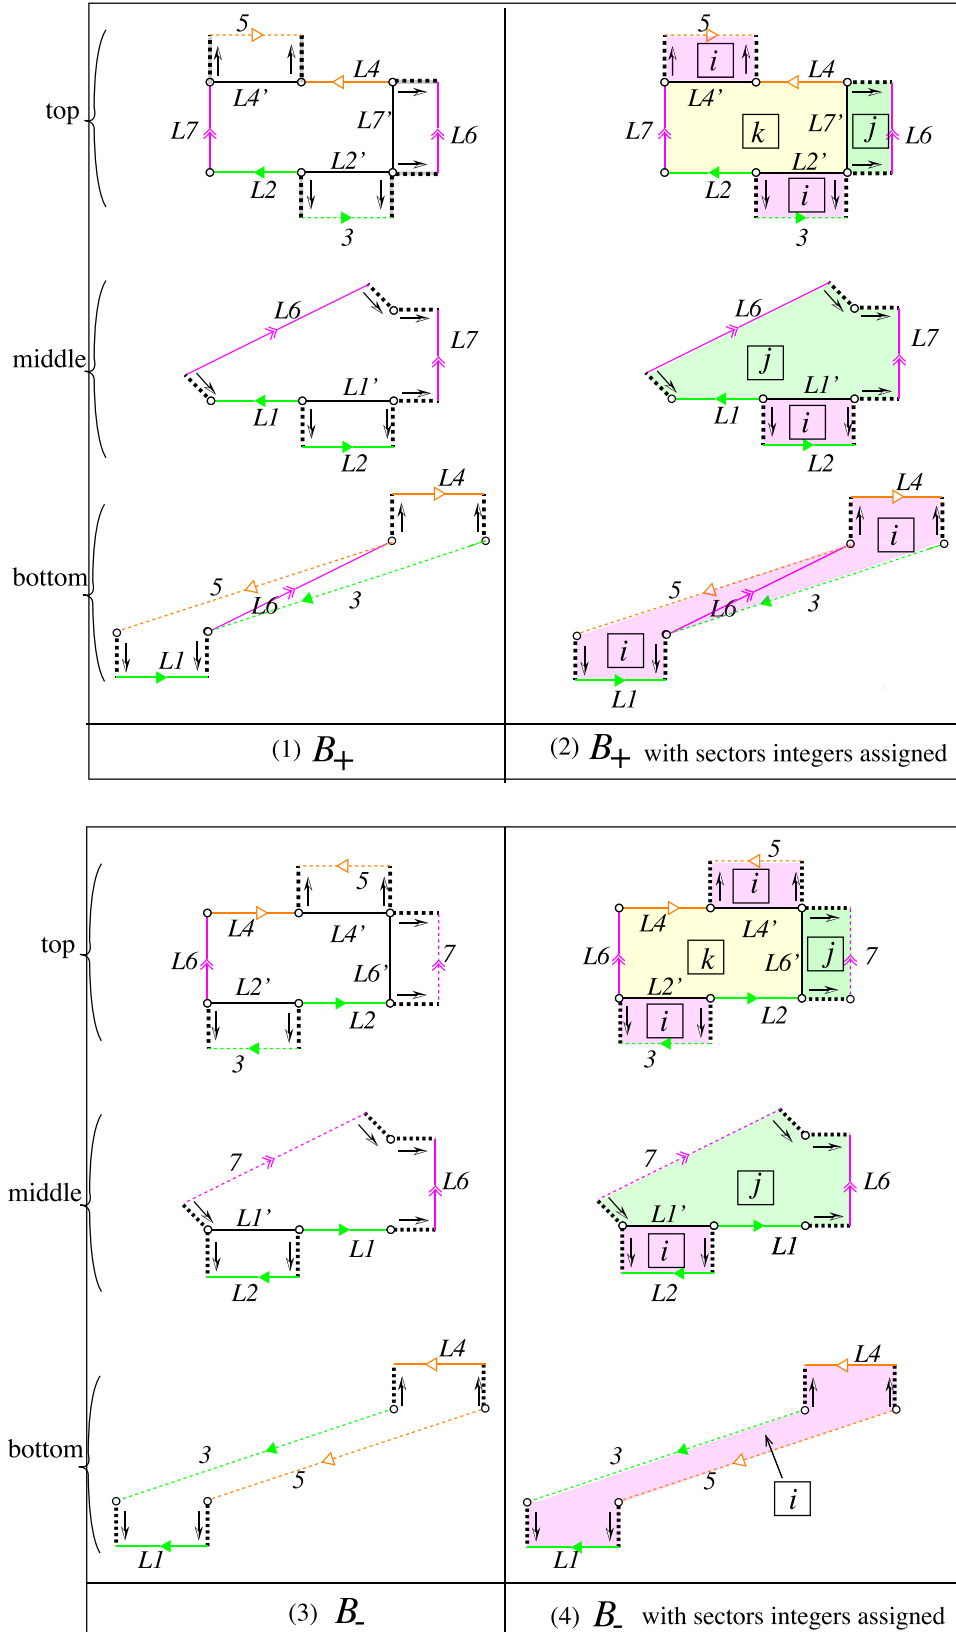 5
top
L4'
L4
L7
L7'
L6
L2
L2'
3
middle
L6
L7
L1
L1'
L2
bottom
L4
5
L6
3
L1
(1) B+
5
i
L4'
L4
L7
k
L7'
j
L6
L2
L2'
i
3
L6
L7
j
L1
L1'
i
L2
L4
i
5
L6
3
i
L1
(2) B+ with sectors integers assigned
top
5
L4
L4'
L6
L6'
7
L2'
L2
3
middle
7
L6
L1'
L1
L2
bottom
L4
3
5
L1
(3) B-
5
i
L4
L4'
L6
k
L6'
j
7
L2'
L2
i
3
7
L6
j
L1'
L1
i
L2
L4
3
5
i
L1
(4) B- with sectors integers assigned